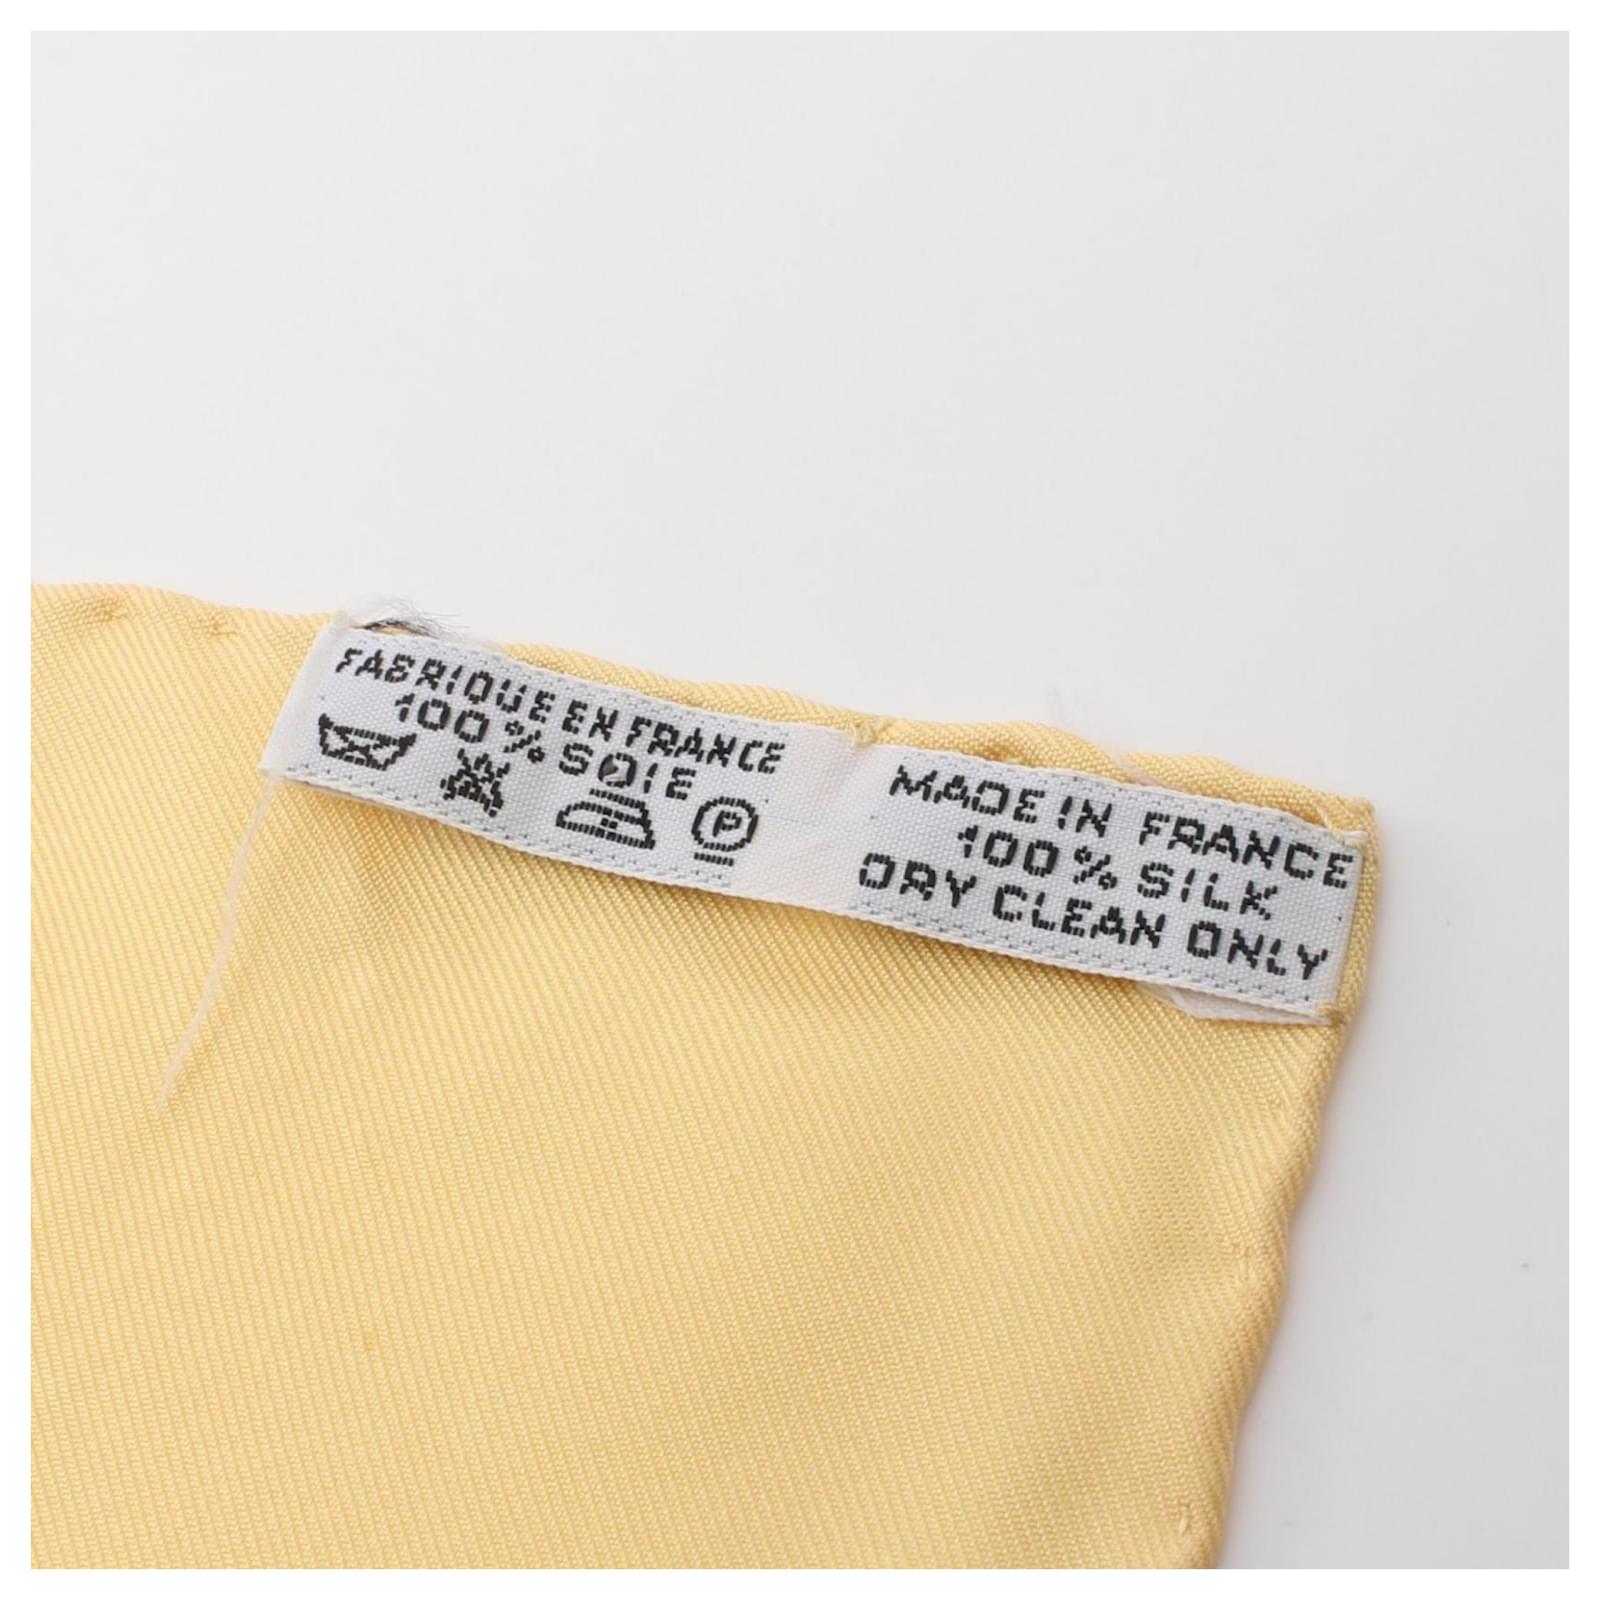 FABRIQUE EN FRANCE
100 % SOIE
P
MADE IN FRANCE
100 % SILK
DRY CLEAN ONLY